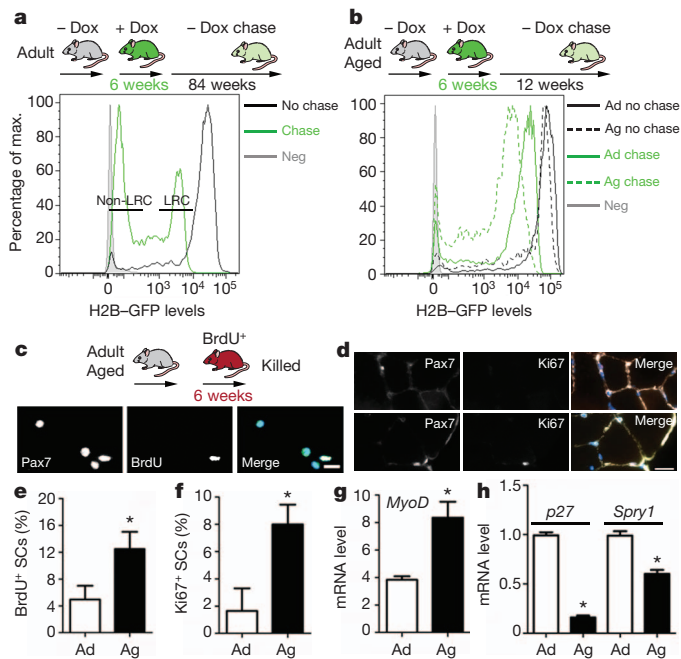 a
– Dox
+ Dox
– Dox chase
Adult
6 weeks
84 weeks
100
80
60
40
20
0
Percentage of max.
Non-LRC
LRC
No chase
Chase
Neg
0
10³
10⁴
10⁵
H2B–GFP levels
b
– Dox
+ Dox
– Dox chase
Adult
Aged
6 weeks
12 weeks
100
80
60
40
20
0
Ad no chase
Ag no chase
Ad chase
Ag chase
Neg
0
10³
10⁴
10⁵
H2B–GFP levels
c
Adult
Aged
BrdU⁺
Killed
6 weeks
Pax7
BrdU
Merge
d
Pax7
Ki67
Merge
Pax7
Ki67
Merge
e
BrdU⁺ SCs (%)
20
16
12
8
4
0
*
Ad
Ag
f
Ki67⁺ SCs (%)
10
8
6
4
2
0
*
Ad
Ag
g
mRNA level
10
8
6
4
2
0
MyoD
*
Ad
Ag
h
mRNA level
1.5
1.0
0.5
0
p27
Spry1
*
*
Ad
Ag
Ad
Ag